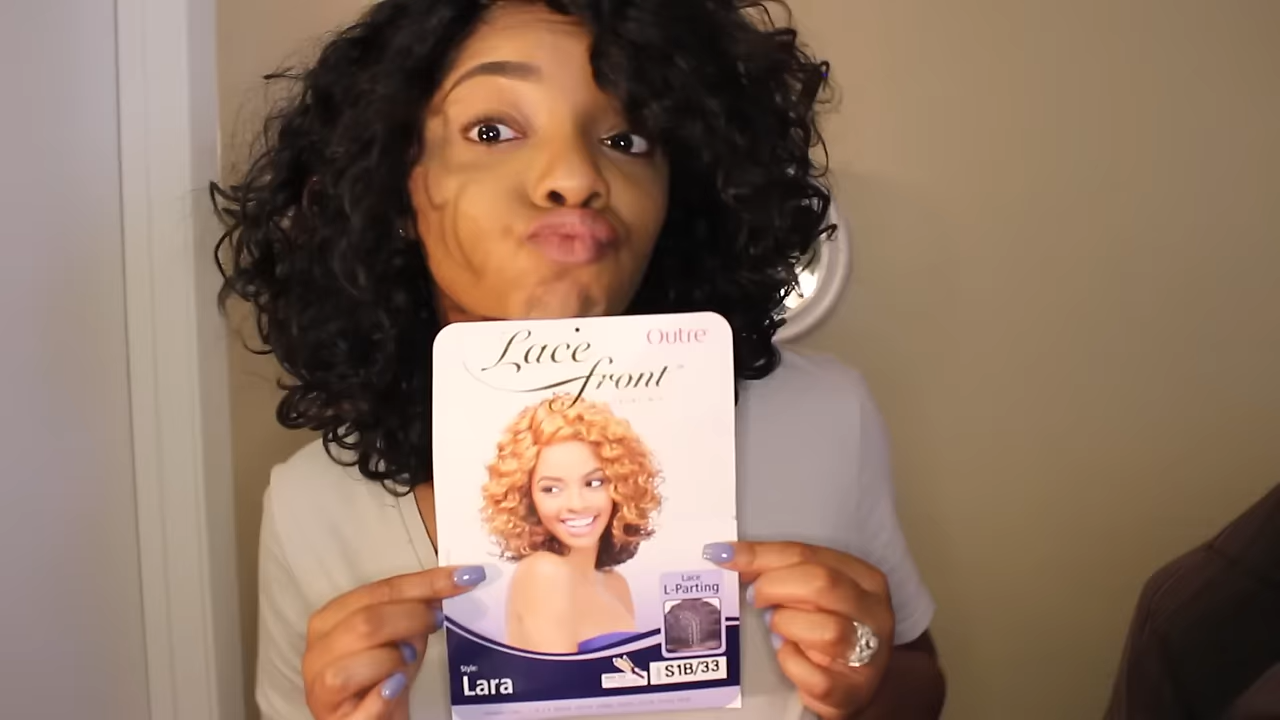 Lace
front
Outre
Lace
L-Parting
S1B/33
Style:
Lara